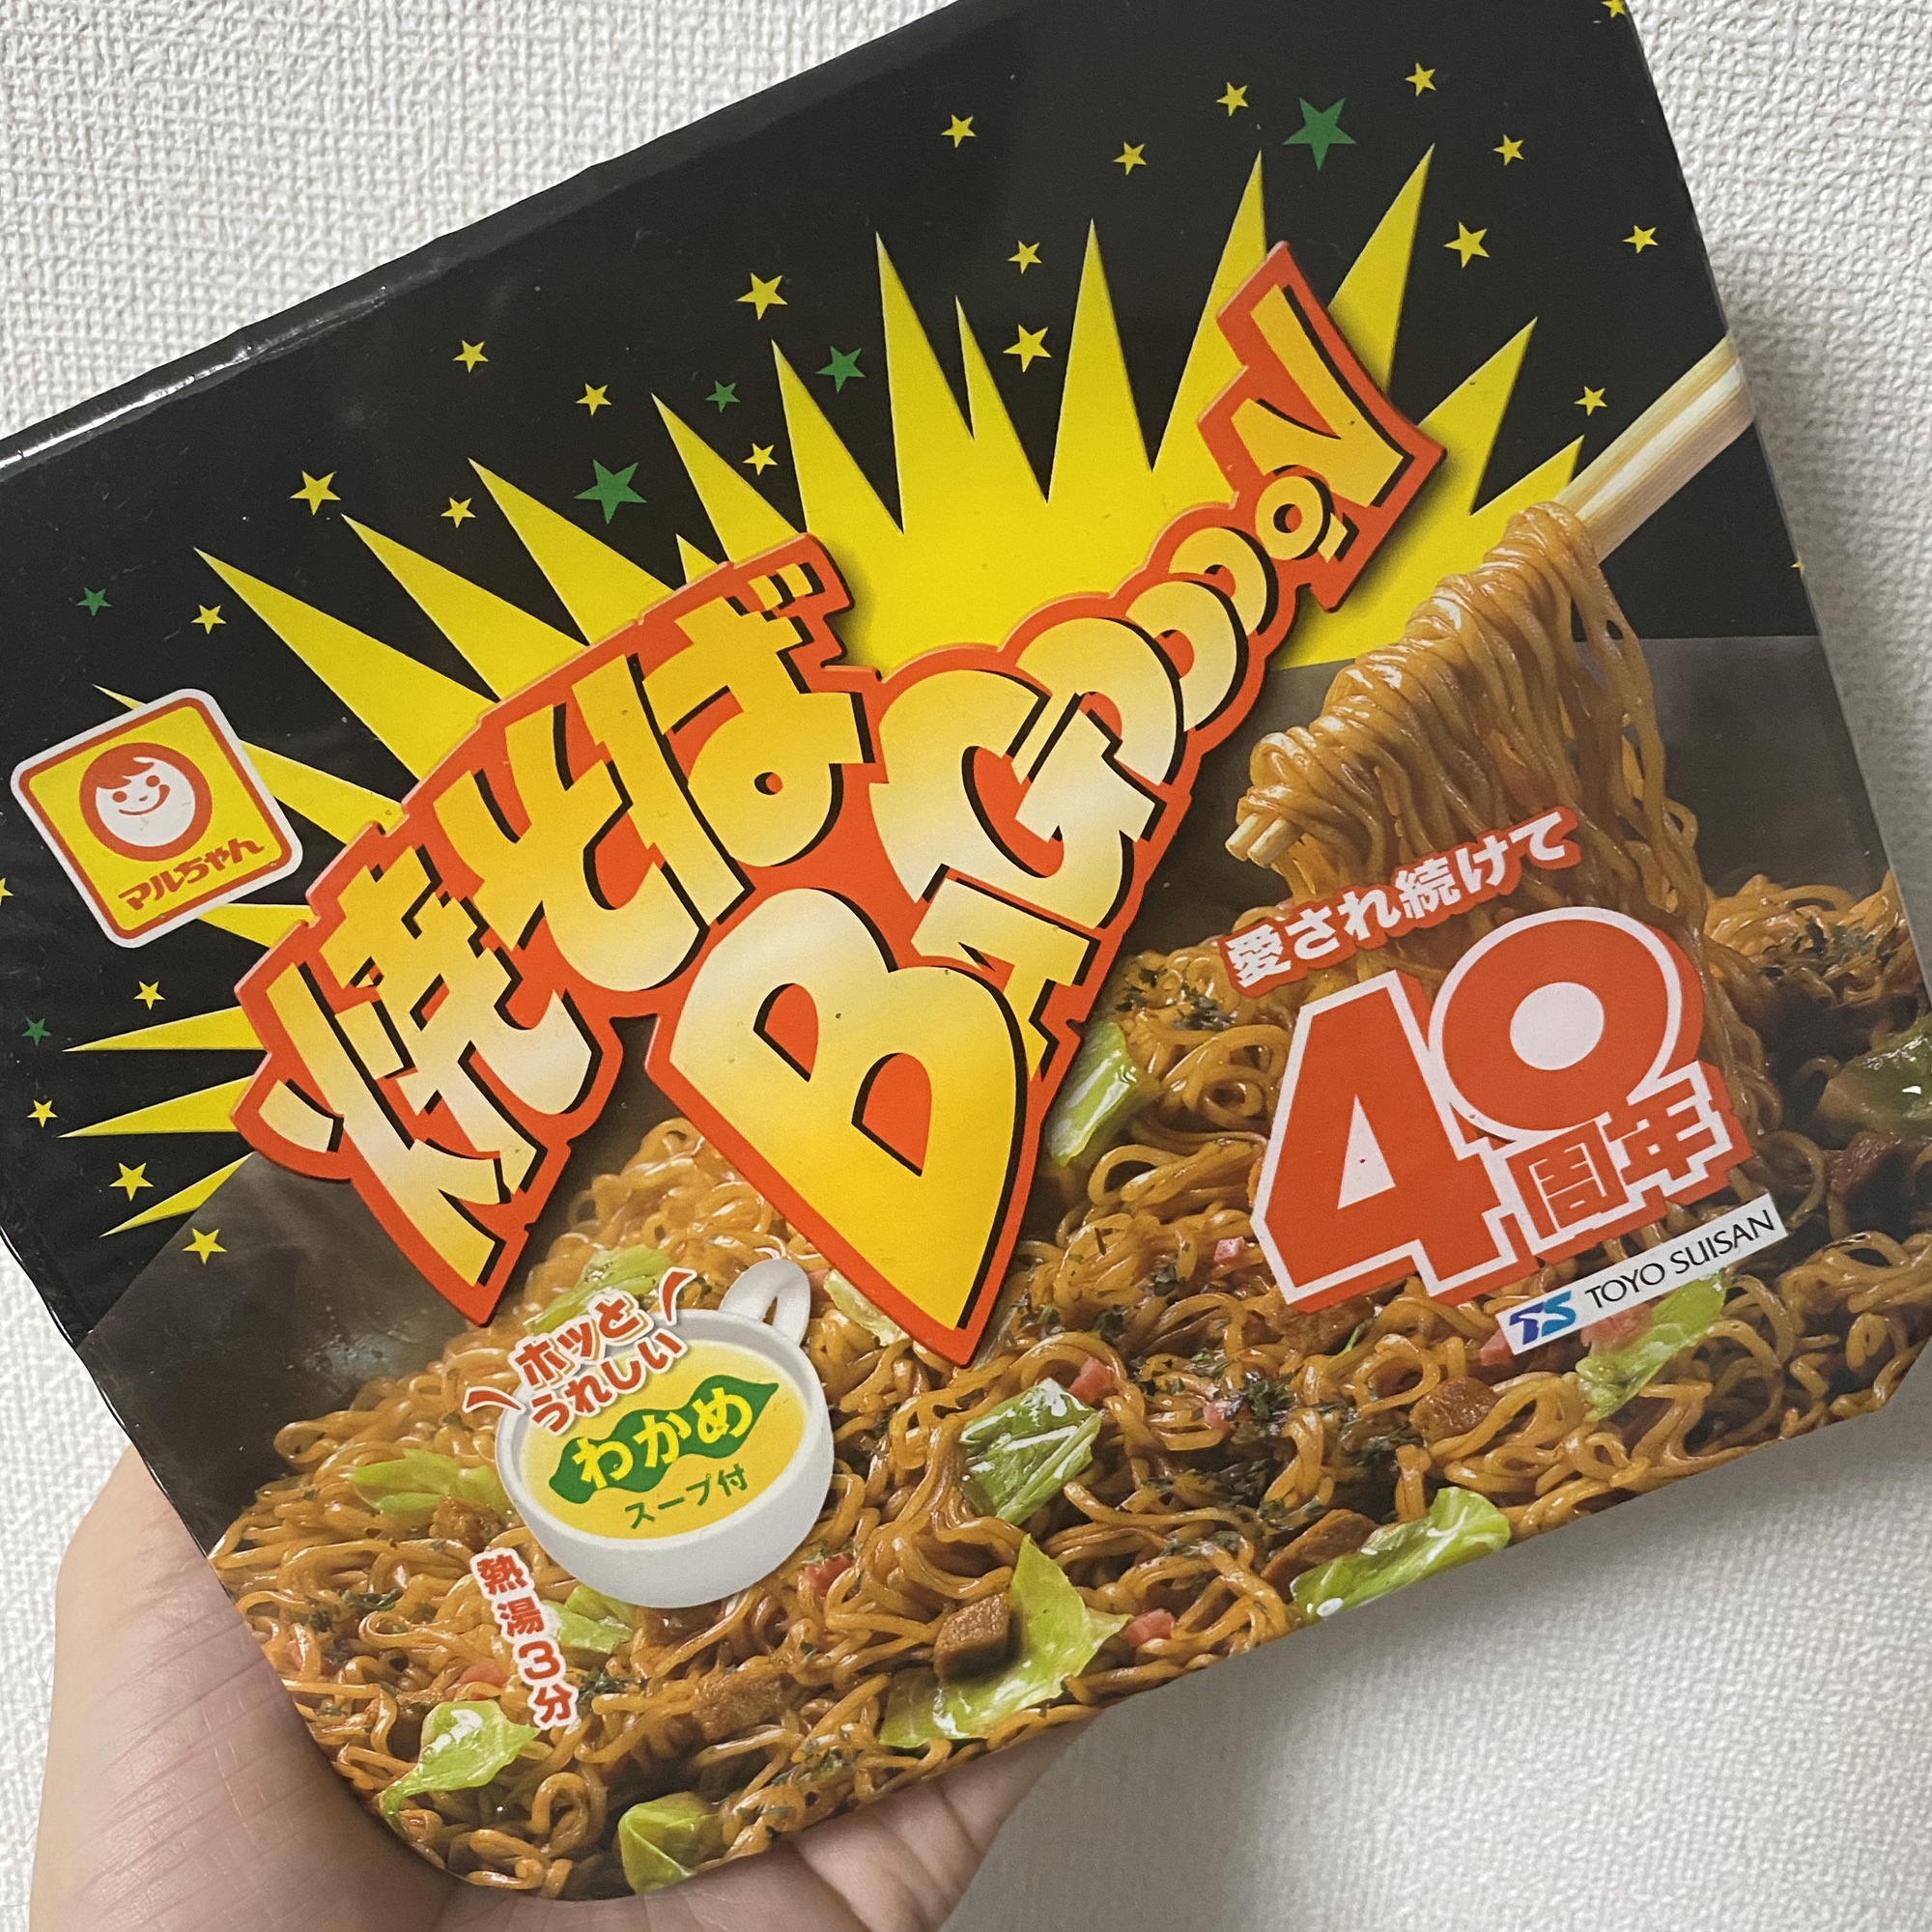 マルちゃん
焼そば
BAGOOOON
愛され続けて
40周年
TS TOYO SUISAN
ホッと
うれしい
わかめ
スープ付
熱湯3分